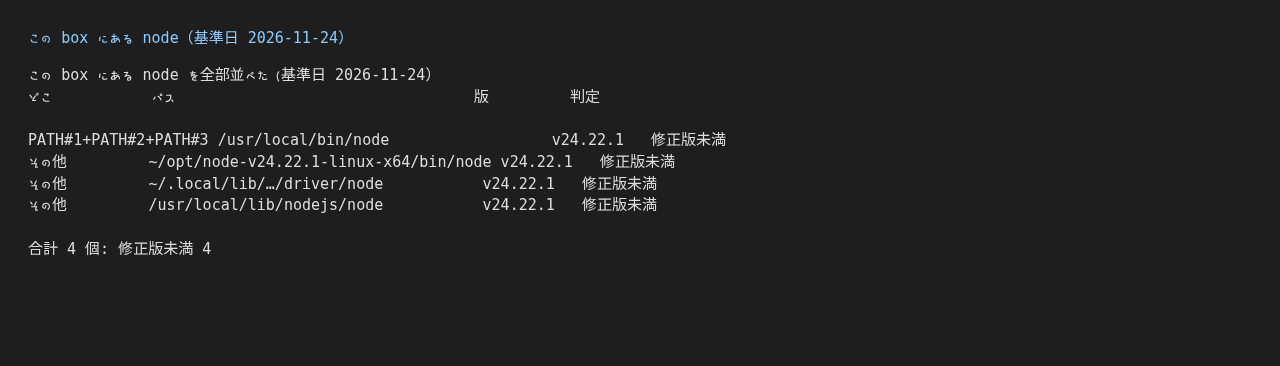 この box にある node（基準日 2026-11-24）
この box にある node を全部並べた（基準日 2026-11-24）
どこ パス 版 判定
PATH#1+PATH#2+PATH#3 /usr/local/bin/node v24.22.1 修正版未満
その他 ~/opt/node-v24.22.1-linux-x64/bin/node v24.22.1 修正版未満
その他 ~/.local/lib/…/driver/node v24.22.1 修正版未満
その他 /usr/local/lib/nodejs/node v24.22.1 修正版未満
合計 4 個: 修正版未満 4